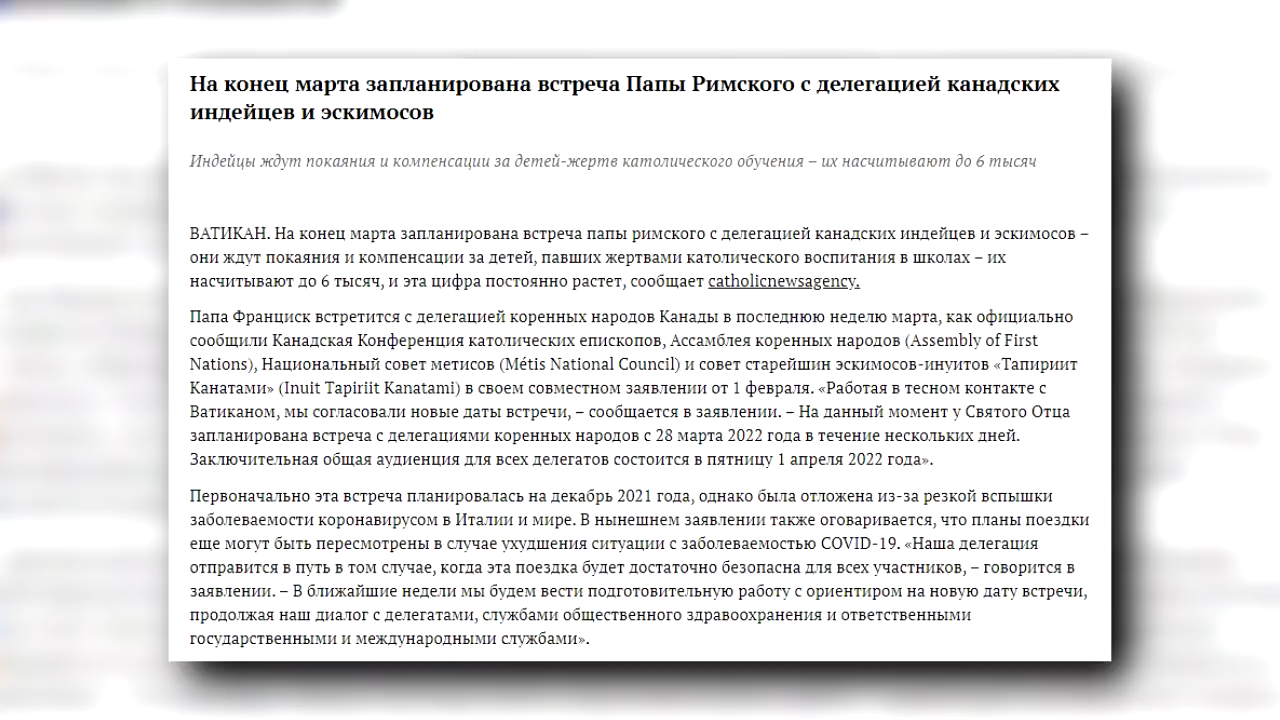 На конец марта запланирована встреча Папы Римского с делегацией канадских
индейцев и эскимосов
Индейцы ждут покаяния и компенсации за детей-жертв католического обучения – их насчитывают до 6 тысяч
ВАТИКАН. На конец марта запланирована встреча папы римского с делегацией канадских индейцев и эскимосов –
они ждут покаяния и компенсации за детей, павших жертвами католического воспитания в школах – их
насчитывают до 6 тысяч, и эта цифра постоянно растет, сообщает catholicnewsagency.
Папа Франциск встретится с делегацией коренных народов Канады в последнюю неделю марта, как официально
сообщили Канадская Конференция католических епископов, Ассамблея коренных народов (Assembly of First
Nations), Национальный совет метисов (Métis National Council) и совет старейшин эскимосов-инуитов «Тапириит
Канатами» (Inuit Tapiriit Kanatami) в своем совместном заявлении от 1 февраля. «Работая в тесном контакте с
Ватиканом, мы согласовали новые даты встречи, – сообщается в заявлении. – На данный момент у Святого Отца
запланирована встреча с делегациями коренных народов с 28 марта 2022 года в течение нескольких дней.
Заключительная общая аудиенция для всех делегатов состоится в пятницу 1 апреля 2022 года».
Первоначально эта встреча планировалась на декабрь 2021 года, однако была отложена из-за резкой вспышки
заболеваемости коронавирусом в Италии и мире. В нынешнем заявлении также оговаривается, что планы поездки
еще могут быть пересмотрены в случае ухудшения ситуации с заболеваемостью COVID-19. «Наша делегация
отправится в путь в том случае, когда эта поездка будет достаточно безопасна для всех участников, – говорится в
заявлении. – В ближайшие недели мы будем вести подготовительную работу с ориентиром на новую дату встречи,
продолжая наш диалог с делегатами, службами общественного здравоохранения и ответственными
государственными и международными службами».